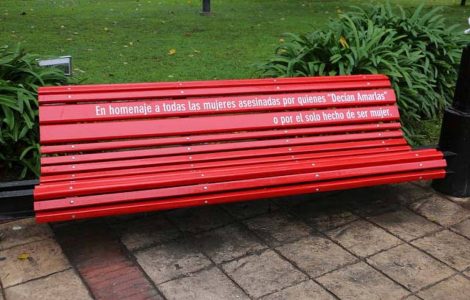 En homenaje a todas las mujeres asesinadas por quienes "Decían Amarlas"
o por el solo hecho de ser mujer.